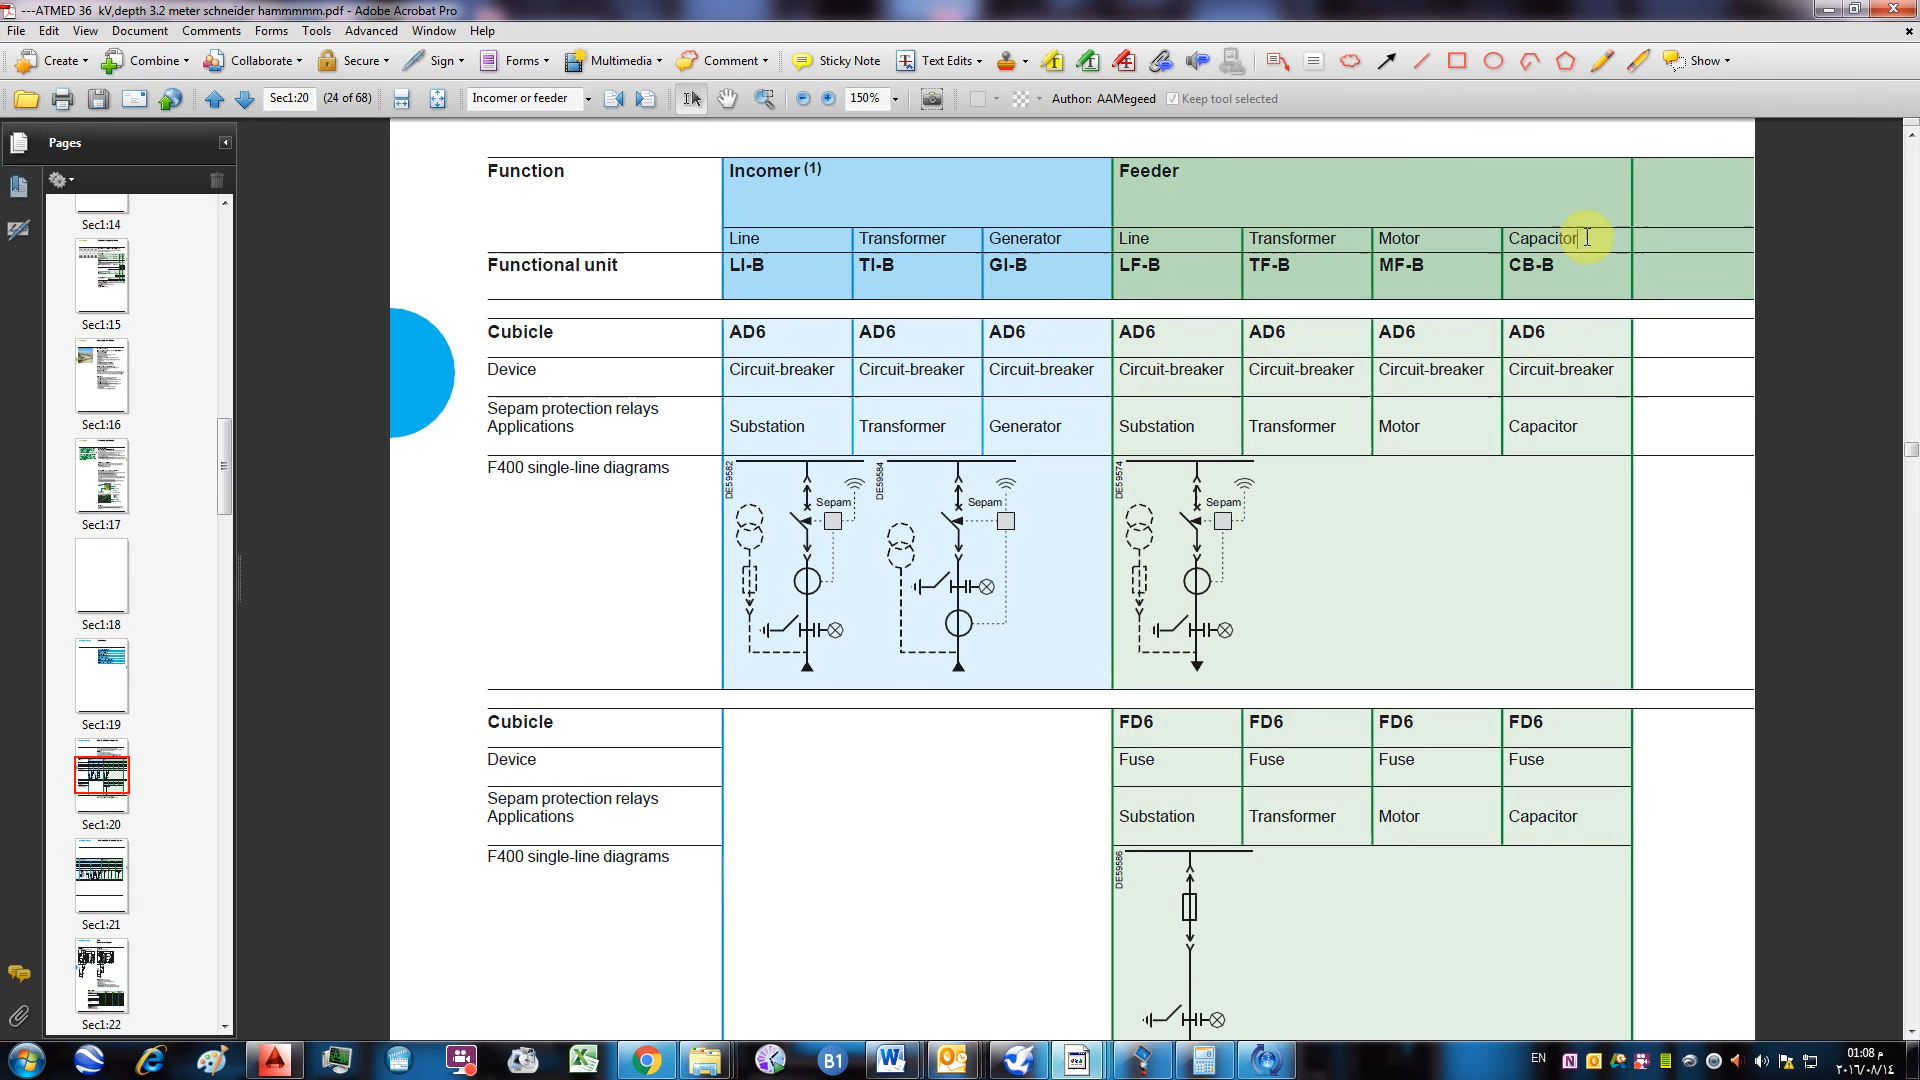 ---ATMED 36 kV,depth 3.2 meter schneider hammmmm.pdf - Adobe Acrobat Pro
File Edit View Document Comments Forms Tools Advanced Window Help
Create Combine Collaborate Secure Sign Forms Multimedia Comment Sticky Note Text Edits Show
Sec1:20 (24 of 68) Incomer or feeder 150% Author: AAMegeed Keep tool selected
Pages
Sec1:14
Sec1:15
Sec1:16
Sec1:17
Sec1:18
Sec1:19
Sec1:20
Sec1:21
Sec1:22
Function Incomer (1) Feeder
Line Transformer Generator Line Transformer Motor Capacitor
Functional unit LI-B TI-B GI-B LF-B TF-B MF-B CB-B
Cubicle AD6 AD6 AD6 AD6 AD6 AD6 AD6
Device Circuit-breaker Circuit-breaker Circuit-breaker Circuit-breaker Circuit-breaker Circuit-breaker Circuit-breaker
Sepam protection relays
Applications Substation Transformer Generator Substation Transformer Motor Capacitor
F400 single-line diagrams
DE59582 DE59584 DE59574
Sepam Sepam Sepam
Cubicle FD6 FD6 FD6 FD6
Device Fuse Fuse Fuse Fuse
Sepam protection relays
Applications Substation Transformer Motor Capacitor
F400 single-line diagrams
DE59586
B1
EN
01:08 م
٢٠١٦/٠٨/١٤